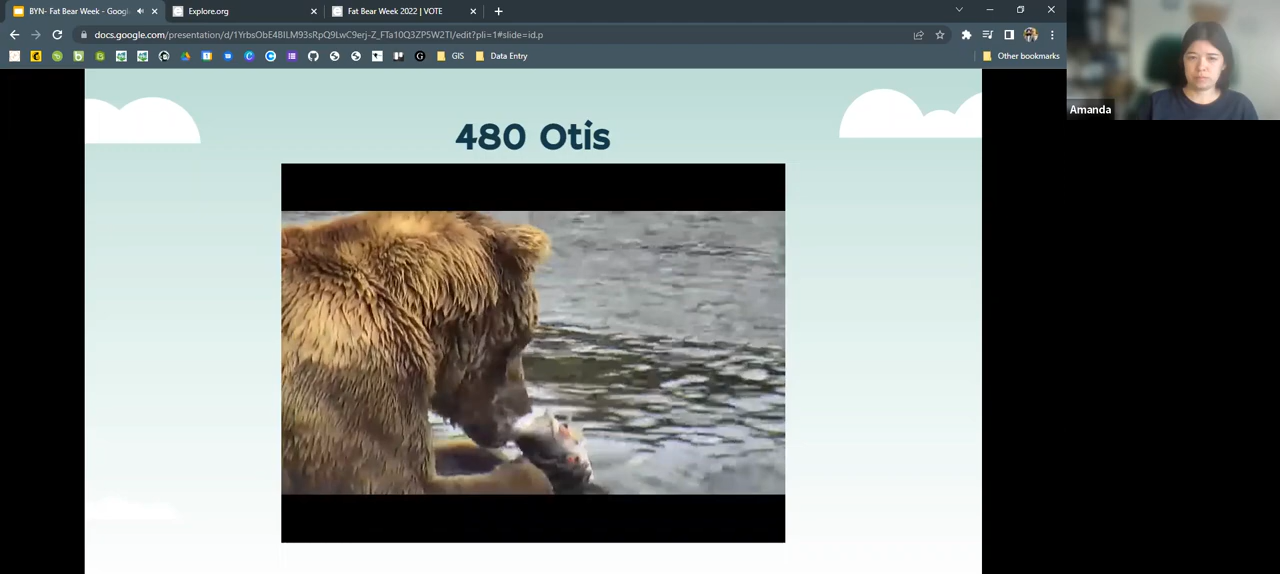 BYN- Fat Bear Week - Goog
Explore.org
Fat Bear Week 2022 | VOTE
docs.google.com/presentation/d/1YrbsObE4BILM93sRpQ9LwC9erj-Z_FTa10Q3ZP5W2TI/edit?pli=1#slide=id.p
GIS
Data Entry
Other bookmarks
Amanda
480 Otis